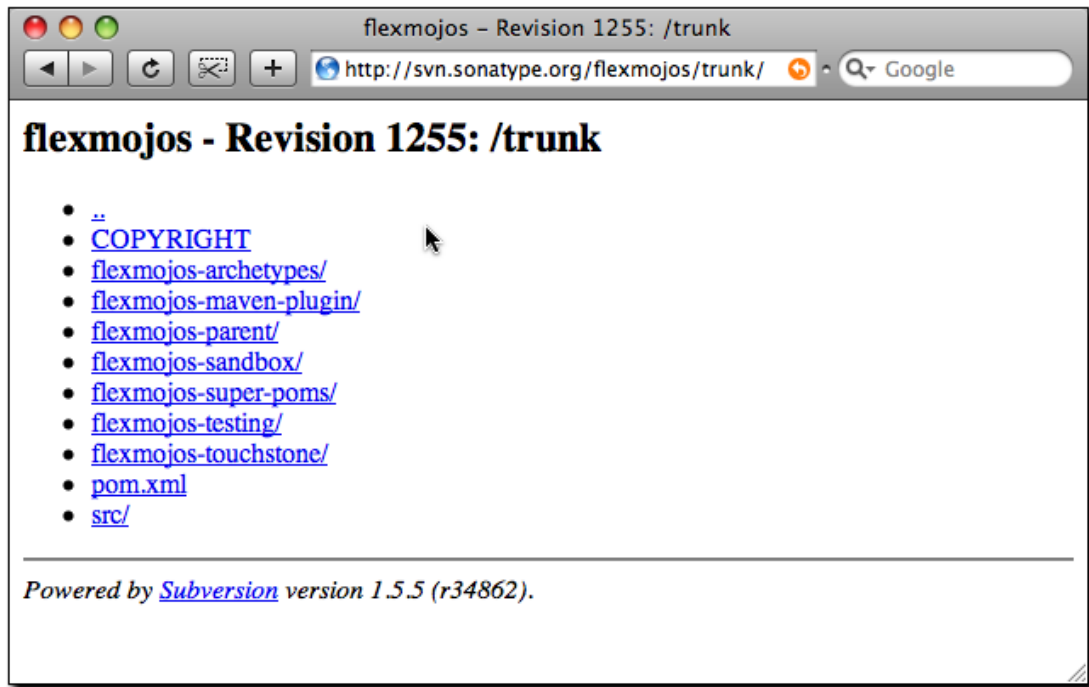 flexmojos – Revision 1255: /trunk
http://svn.sonatype.org/flexmojos/trunk/ Google
flexmojos - Revision 1255: /trunk
..
COPYRIGHT
flexmojos-archetypes/
flexmojos-maven-plugin/
flexmojos-parent/
flexmojos-sandbox/
flexmojos-super-poms/
flexmojos-testing/
flexmojos-touchstone/
pom.xml
src/
Powered by Subversion version 1.5.5 (r34862).